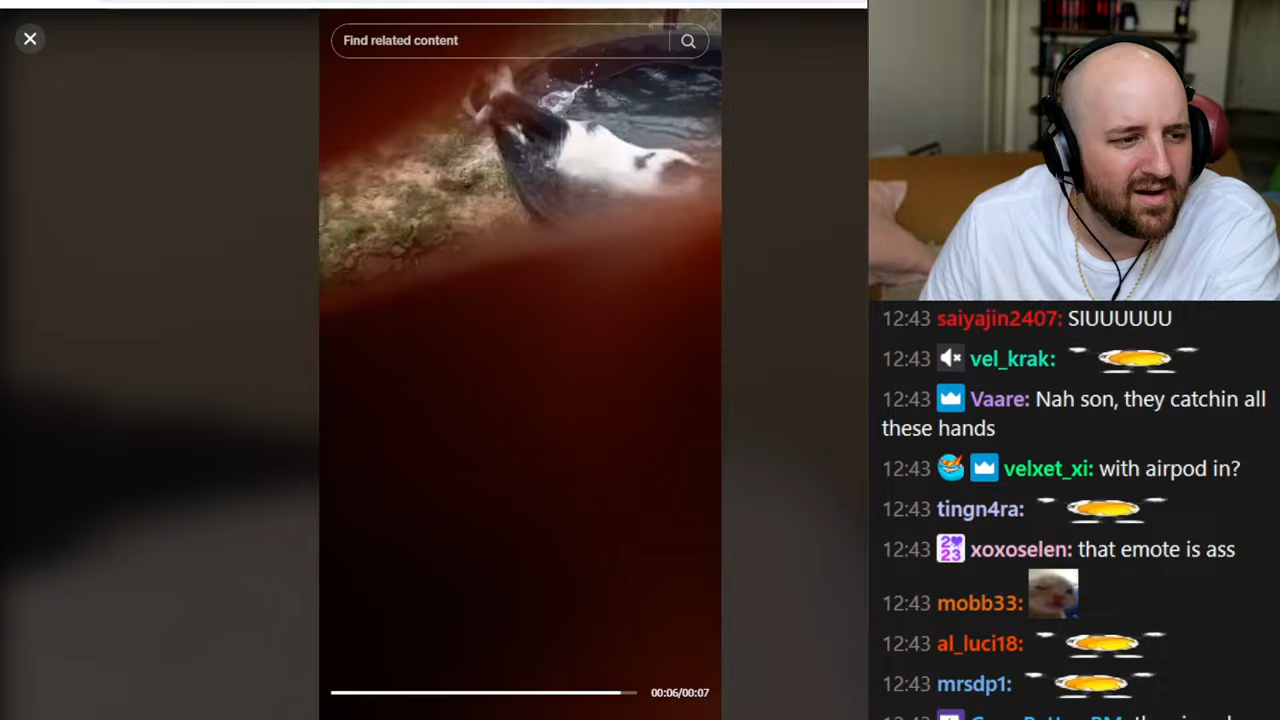 Find related content
00:06/00:07
12:43 saiyajin2407: SIUUUUUU
12:43 vel_krak:
12:43 Vaare: Nah son, they catchin all
these hands
12:43 velxet_xi: with airpod in?
12:43 tingn4ra:
12:43 xoxoselen: that emote is ass
12:43 mobb33:
12:43 al_luci18:
12:43 mrsdp1: